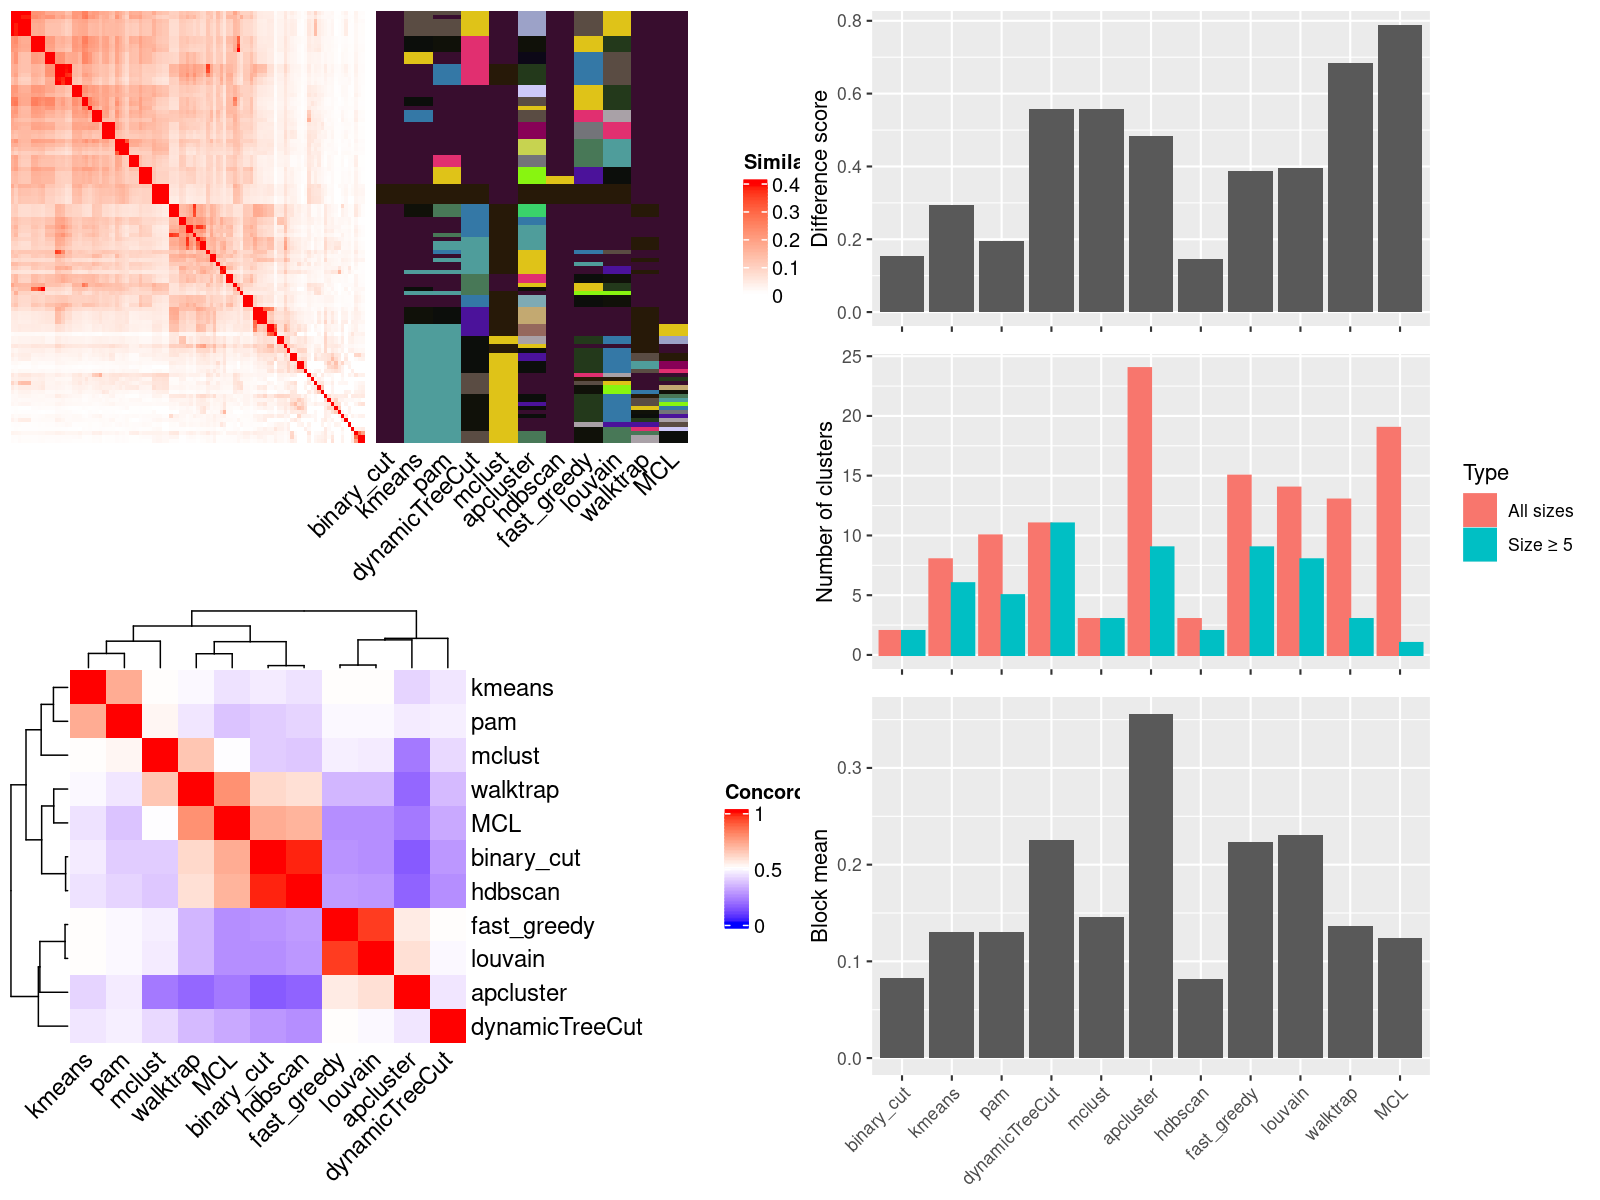 Simila
0.4
0.3
0.2
0.1
0
binary_cut
kmeans
pam
dynamicTreeCut
mclust
apcluster
hdbscan
fast_greedy
louvain
walktrap
MCL
kmeans
pam
mclust
walktrap
MCL
binary_cut
hdbscan
fast_greedy
louvain
apcluster
dynamicTreeCut
kmeans
pam
mclust
walktrap
MCL
binary_cut
hdbscan
fast_greedy
louvain
apcluster
dynamicTreeCut
Concord
1
0.5
0
Difference score
0.8
0.6
0.4
0.2
0.0
Number of clusters
25
20
15
10
5
0
Type
All sizes
Size ≥ 5
Block mean
0.3
0.2
0.1
0.0
binary_cut
kmeans
pam
dynamicTreeCut
mclust
apcluster
hdbscan
fast_greedy
louvain
walktrap
MCL